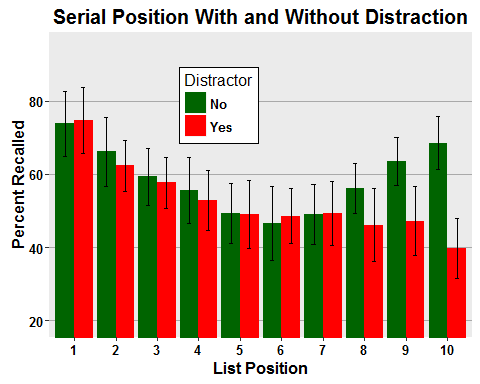 Serial Position With and Without Distraction
Distractor
No
Yes
Percent Recalled
80
60
40
20
1 2 3 4 5 6 7 8 9 10
List Position